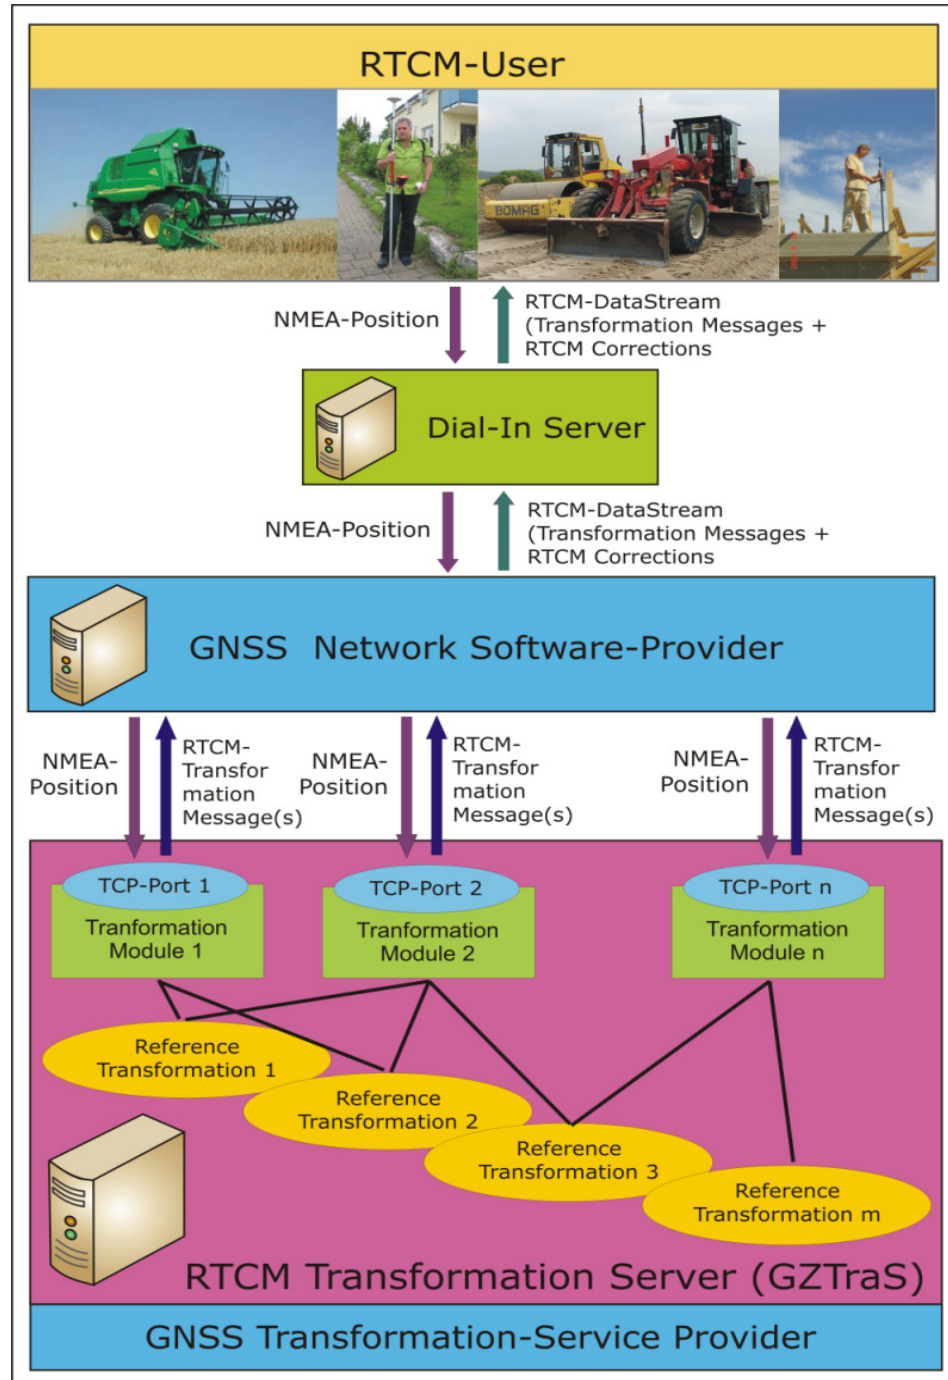 RTCM-User
BOMAG
NMEA-Position
RTCM-DataStream
(Transformation Messages +
RTCM Corrections
Dial-In Server
NMEA-Position
RTCM-DataStream
(Transformation Messages +
RTCM Corrections
GNSS  Network Software-Provider
NMEA-
Position
RTCM-
Transfor
mation
Message(s)
NMEA-
Position
RTCM-
Transfor
mation
Message(s)
NMEA-
Position
RTCM-
Transfor
mation
Message(s)
TCP-Port 1
Tranformation
Module 1
TCP-Port 2
Tranformation
Module 2
TCP-Port n
Tranformation
Module n
Reference
Transformation 1
Reference
Transformation 2
Reference
Transformation 3
Reference
Transformation m
RTCM Transformation Server (GZTraS)
GNSS Transformation-Service Provider